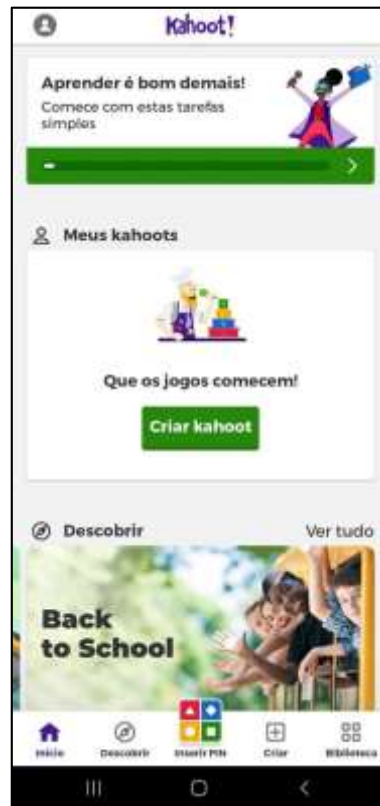 Kahoot!
Aprender é bom demais!
Comece com estas tarefas
simples
Meus kahoots
Que os jogos comecem!
Criar kahoot
Descobrir
Ver tudo
Back
to School
Início
Descobrir
Inserir PIN
Criar
Biblioteca